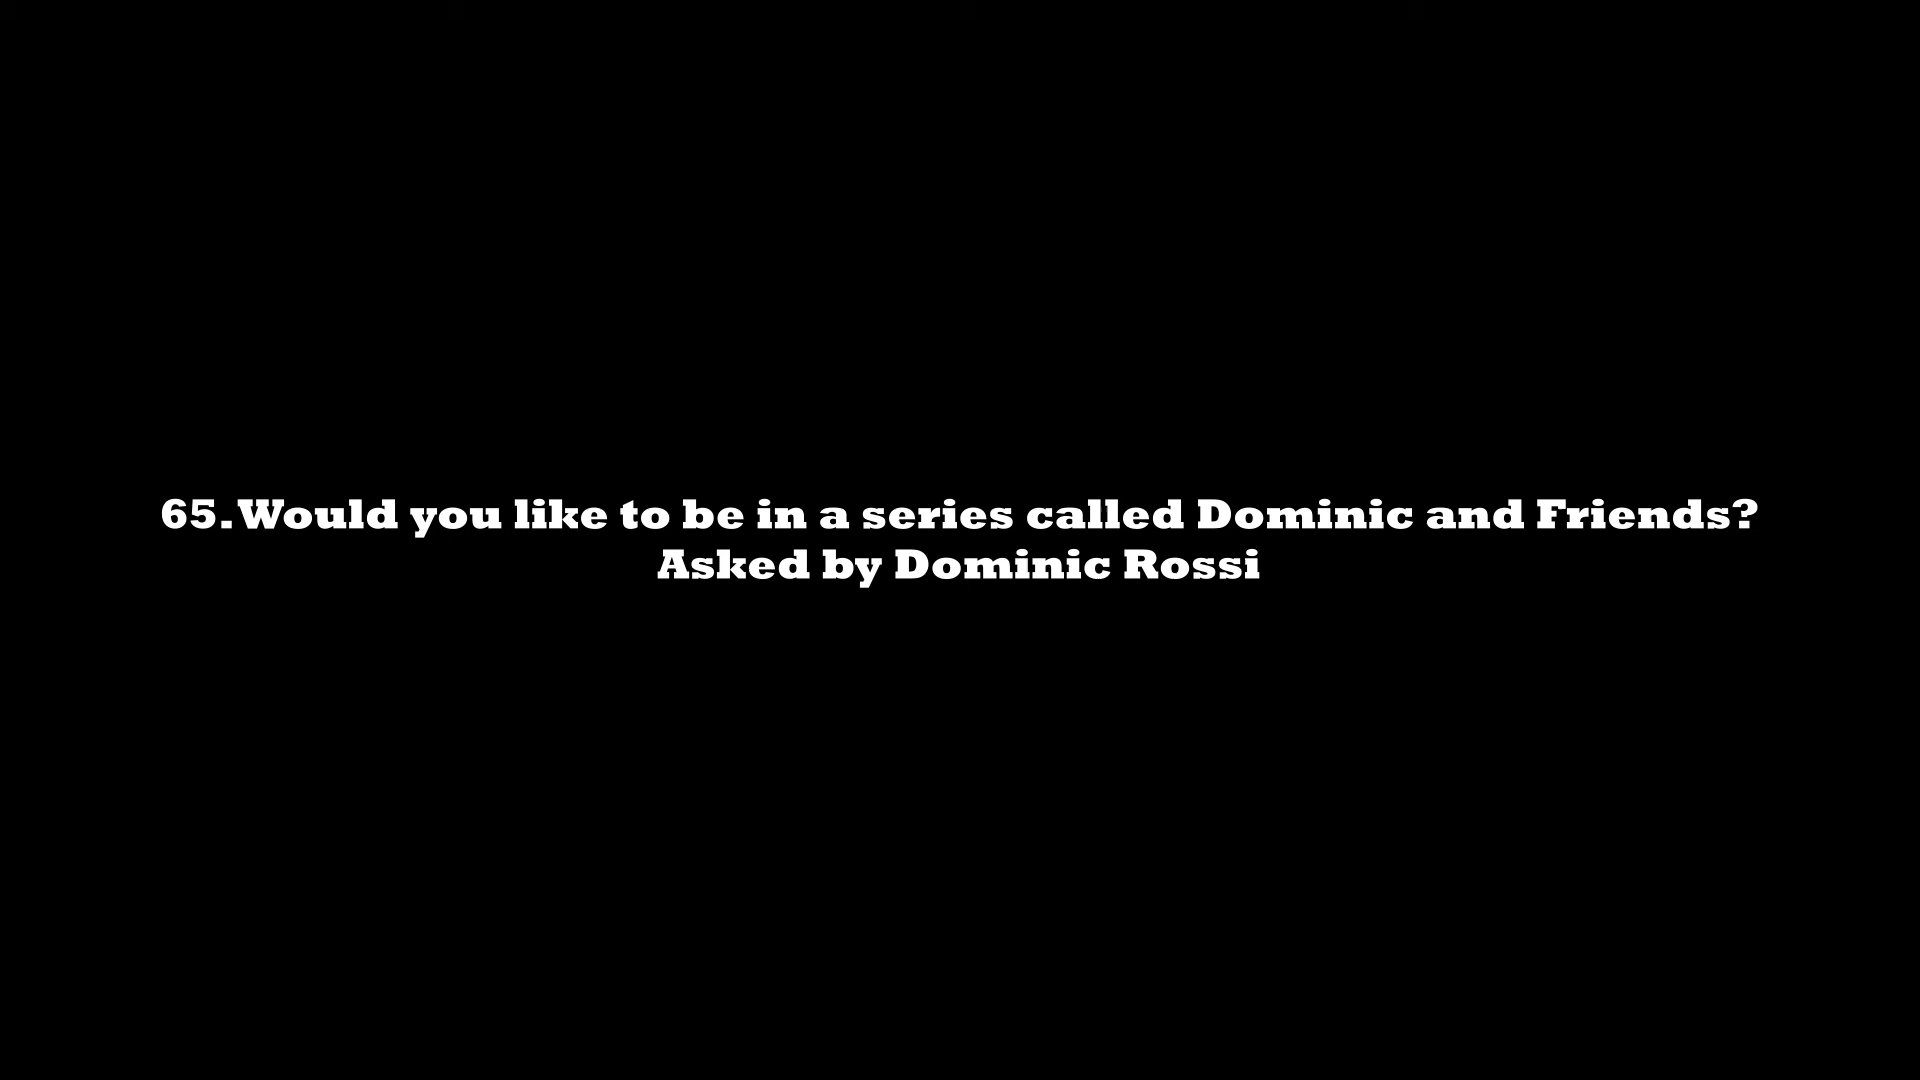 65.Would you like to be in a series called Dominic and Friends?
Asked by Dominic Rossi